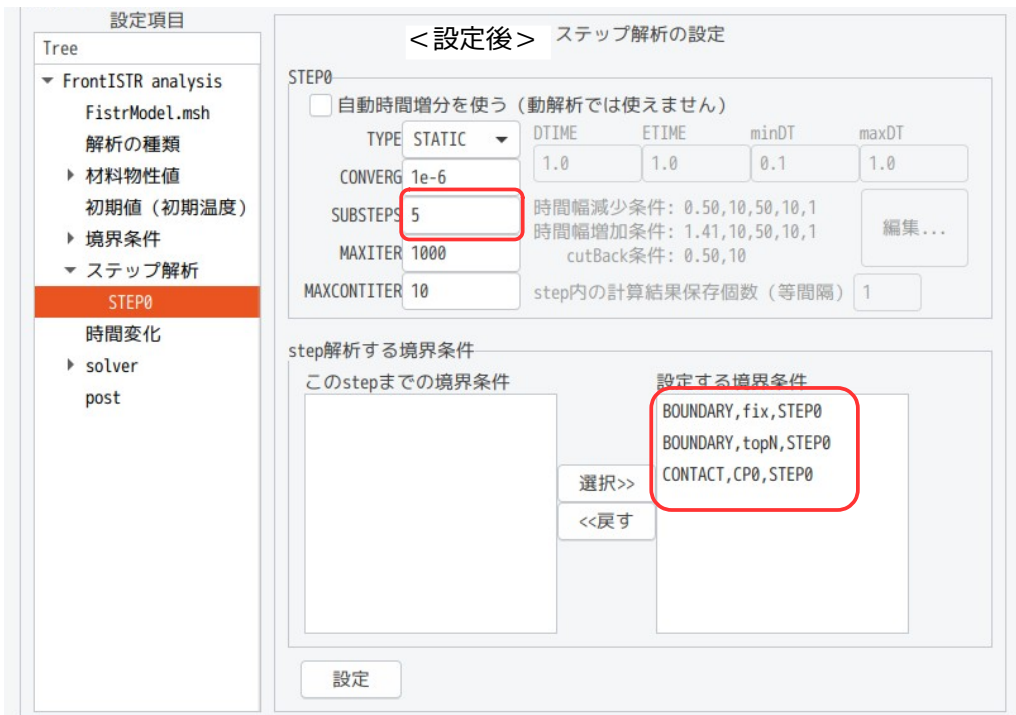 設定項目
Tree
FrontISTR analysis
FistrModel.msh
解析の種類
材料物性値
初期値（初期温度）
境界条件
ステップ解析
STEP0
時間変化
solver
post
＜設定後＞
ステップ解析の設定
STEP0
自動時間増分を使う（動解析では使えません）
TYPE STATIC
CONVERG 1e-6
SUBSTEPS 5
MAXITER 1000
MAXCONTITER 10
DTIME ETIME minDT maxDT
1.0 1.0 0.1 1.0
時間幅減少条件: 0.50,10,50,10,1
時間幅増加条件: 1.41,10,50,10,1
cutBack条件: 0.50,10
編集...
step内の計算結果保存個数（等間隔） 1
step解析する境界条件
このstepまでの境界条件
設定する境界条件
BOUNDARY,fix,STEP0
BOUNDARY,topN,STEP0
CONTACT,CP0,STEP0
選択>>
<<戻す
設定